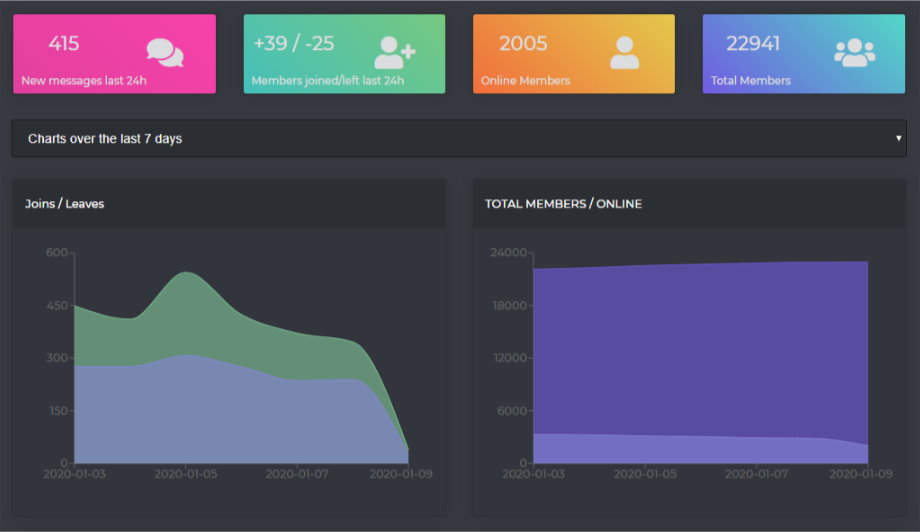 415
New messages last 24h
+39 / -25
Members joined/left last 24h
2005
Online Members
22941
Total Members
Charts over the last 7 days
Joins / Leaves
600
450
300
150
0
2020-01-03 2020-01-05 2020-01-07 2020-01-09
TOTAL MEMBERS / ONLINE
24000
18000
12000
6000
0
2020-01-03 2020-01-05 2020-01-07 2020-01-09